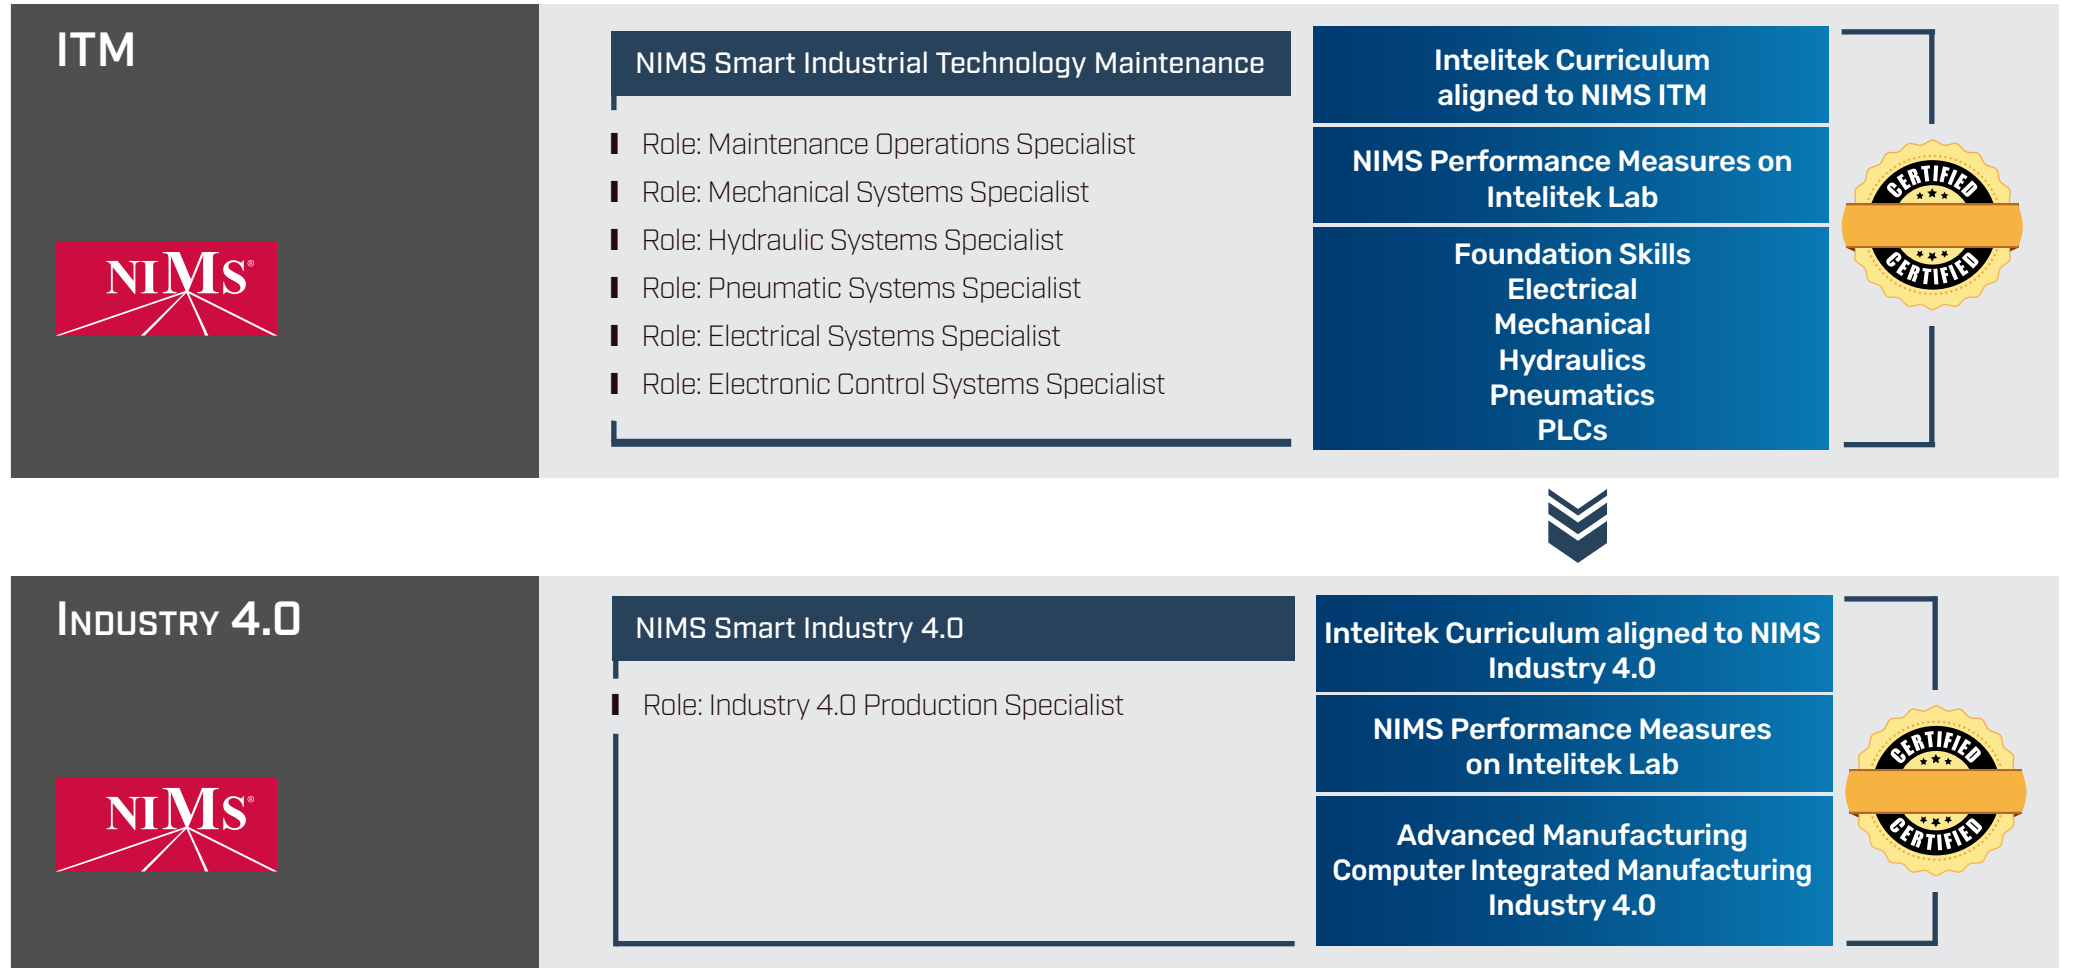 ITM
NIMS®
NIMS Smart Industrial Technology Maintenance
Role: Maintenance Operations Specialist
Role: Mechanical Systems Specialist
Role: Hydraulic Systems Specialist
Role: Pneumatic Systems Specialist
Role: Electrical Systems Specialist
Role: Electronic Control Systems Specialist
Intelitek Curriculum
aligned to NIMS ITM
NIMS Performance Measures on
Intelitek Lab
Foundation Skills
Electrical
Mechanical
Hydraulics
Pneumatics
PLCs
CERTIFIED
CERTIFIED
INDUSTRY 4.0
NIMS®
NIMS Smart Industry 4.0
Role: Industry 4.0 Production Specialist
Intelitek Curriculum aligned to NIMS
Industry 4.0
NIMS Performance Measures
on Intelitek Lab
Advanced Manufacturing
Computer Integrated Manufacturing
Industry 4.0
CERTIFIED
CERTIFIED